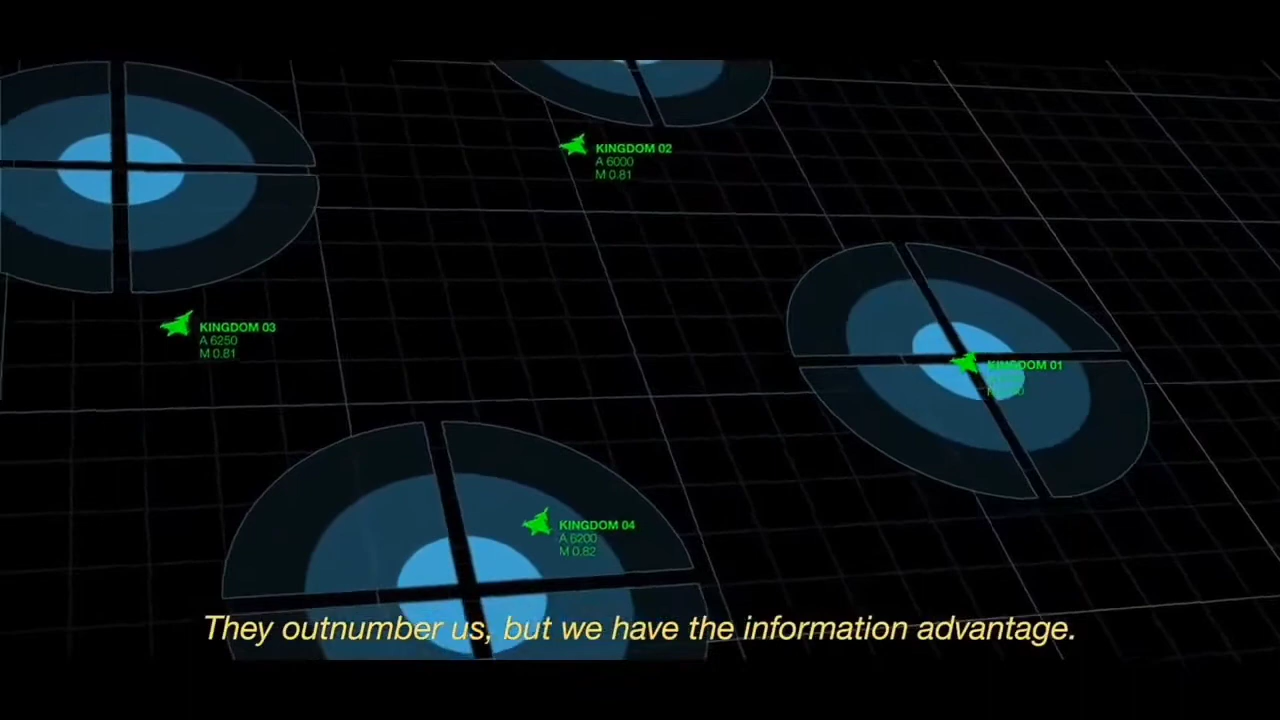 KINGDOM 02
A 6000
M 0.81
KINGDOM 03
A 6250
M 0.81
KINGDOM 01
KINGDOM 04
A 6200
M 0.82
They outnumber us, but we have the information advantage.